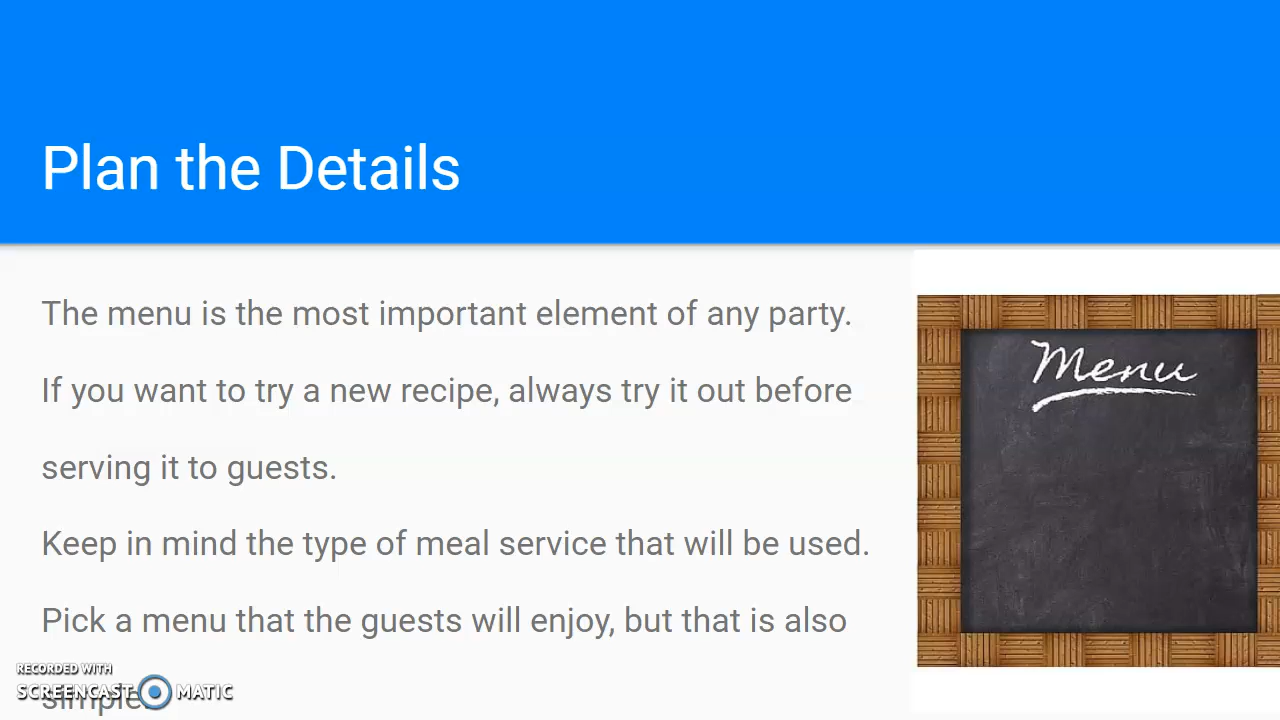 Plan the Details
The menu is the most important element of any party.
If you want to try a new recipe, always try it out before
serving it to guests.
Keep in mind the type of meal service that will be used.
Pick a menu that the guests will enjoy, but that is also
simple.
Menu
RECORDED WITH
SCREENCAST MATIC